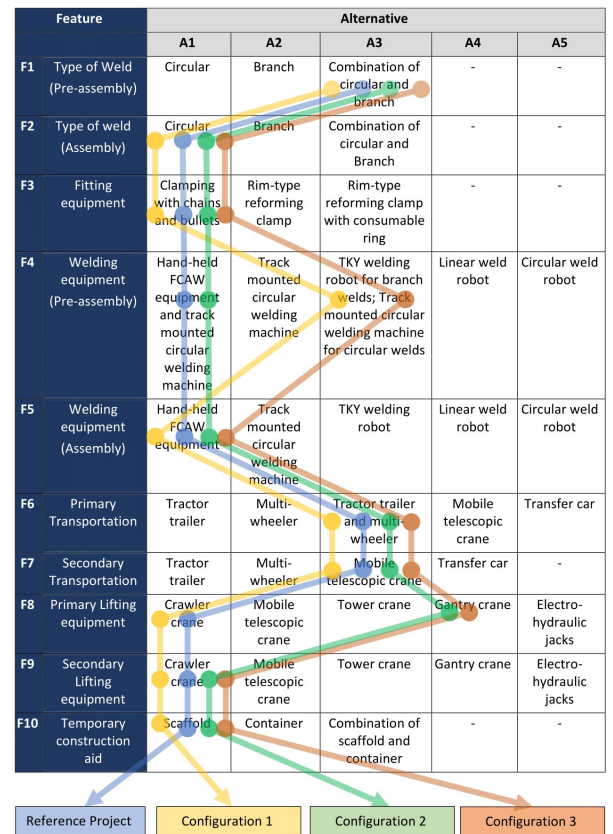 Feature
Alternative
A1
A2
A3
A4
A5
F1
Type of Weld
(Pre-assembly)
Circular
Branch
Combination of
circular and
branch
-
-
F2
Type of weld
(Assembly)
Circular
Branch
Combination of
circular and
Branch
-
-
F3
Fitting
equipment
Clamping
with chains
and bullets
Rim-type
reforming
clamp
Rim-type
reforming clamp
with consumable
ring
-
-
F4
Welding
equipment
(Pre-assembly)
Hand-held
FCAW
equipment
and track
mounted
circular
welding
machine
Track
mounted
circular
welding
machine
TKY welding
robot for branch
welds; Track
mounted circular
welding machine
for circular welds
Linear weld
robot
Circular weld
robot
F5
Welding
equipment
(Assembly)
Hand-held
FCAW
equipment
Track
mounted
circular
welding
machine
TKY welding
robot
Linear weld
robot
Circular weld
robot
F6
Primary
Transportation
Tractor
trailer
Multi-
wheeler
Tractor trailer
and multi-
wheeler
Mobile
telescopic
crane
Transfer car
F7
Secondary
Transportation
Tractor
trailer
Multi-
wheeler
Mobile
telescopic crane
Transfer car
-
F8
Primary Lifting
equipment
Crawler
crane
Mobile
telescopic
crane
Tower crane
Gantry crane
Electro-
hydraulic
jacks
F9
Secondary
Lifting
equipment
Crawler
crane
Mobile
telescopic
crane
Tower crane
Gantry crane
Electro-
hydraulic
jacks
F10
Temporary
construction
aid
Scaffold
Container
Combination of
scaffold and
container
-
-
Reference Project
Configuration 1
Configuration 2
Configuration 3